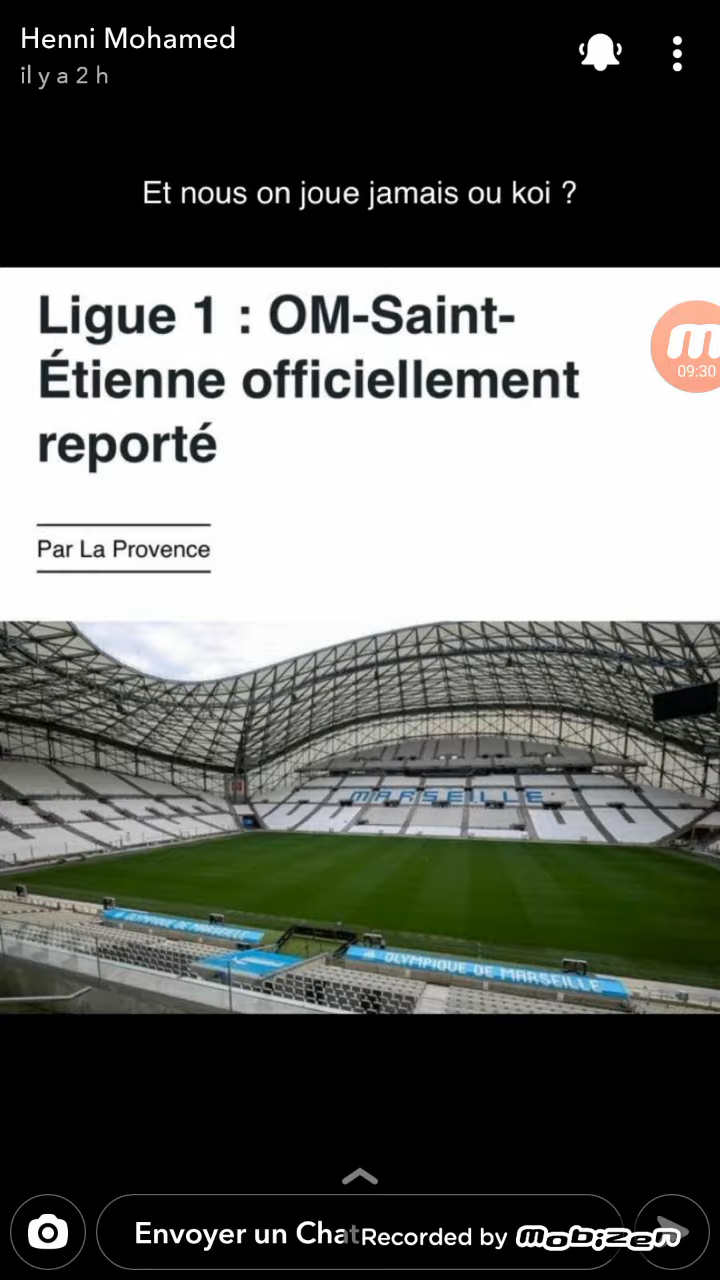 Henni Mohamed
il y a 2 h
Et nous on joue jamais ou koi ?
Ligue 1 : OM-Saint-
Étienne officiellement
reporté
09:30
Par La Provence
MARSEILLE
OLYMPIQUE DE MARSEILLE
OLYMPIQUE DE MARSEILLE
Envoyer un Chat
Recorded by mobizen